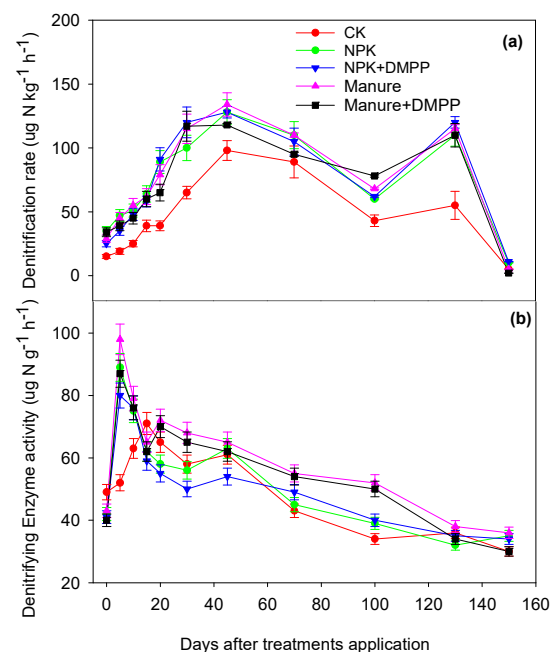 200
150
100
50
0
Denitrification rate (ug N kg⁻¹ h⁻¹)
CK
NPK
NPK+DMPP
Manure
Manure+DMPP
(a)
100
80
60
40
20
Denitrifying Enzyme activity (ug N g⁻¹ h⁻¹)
(b)
0 20 40 60 80 100 120 140 160
Days after treatments application